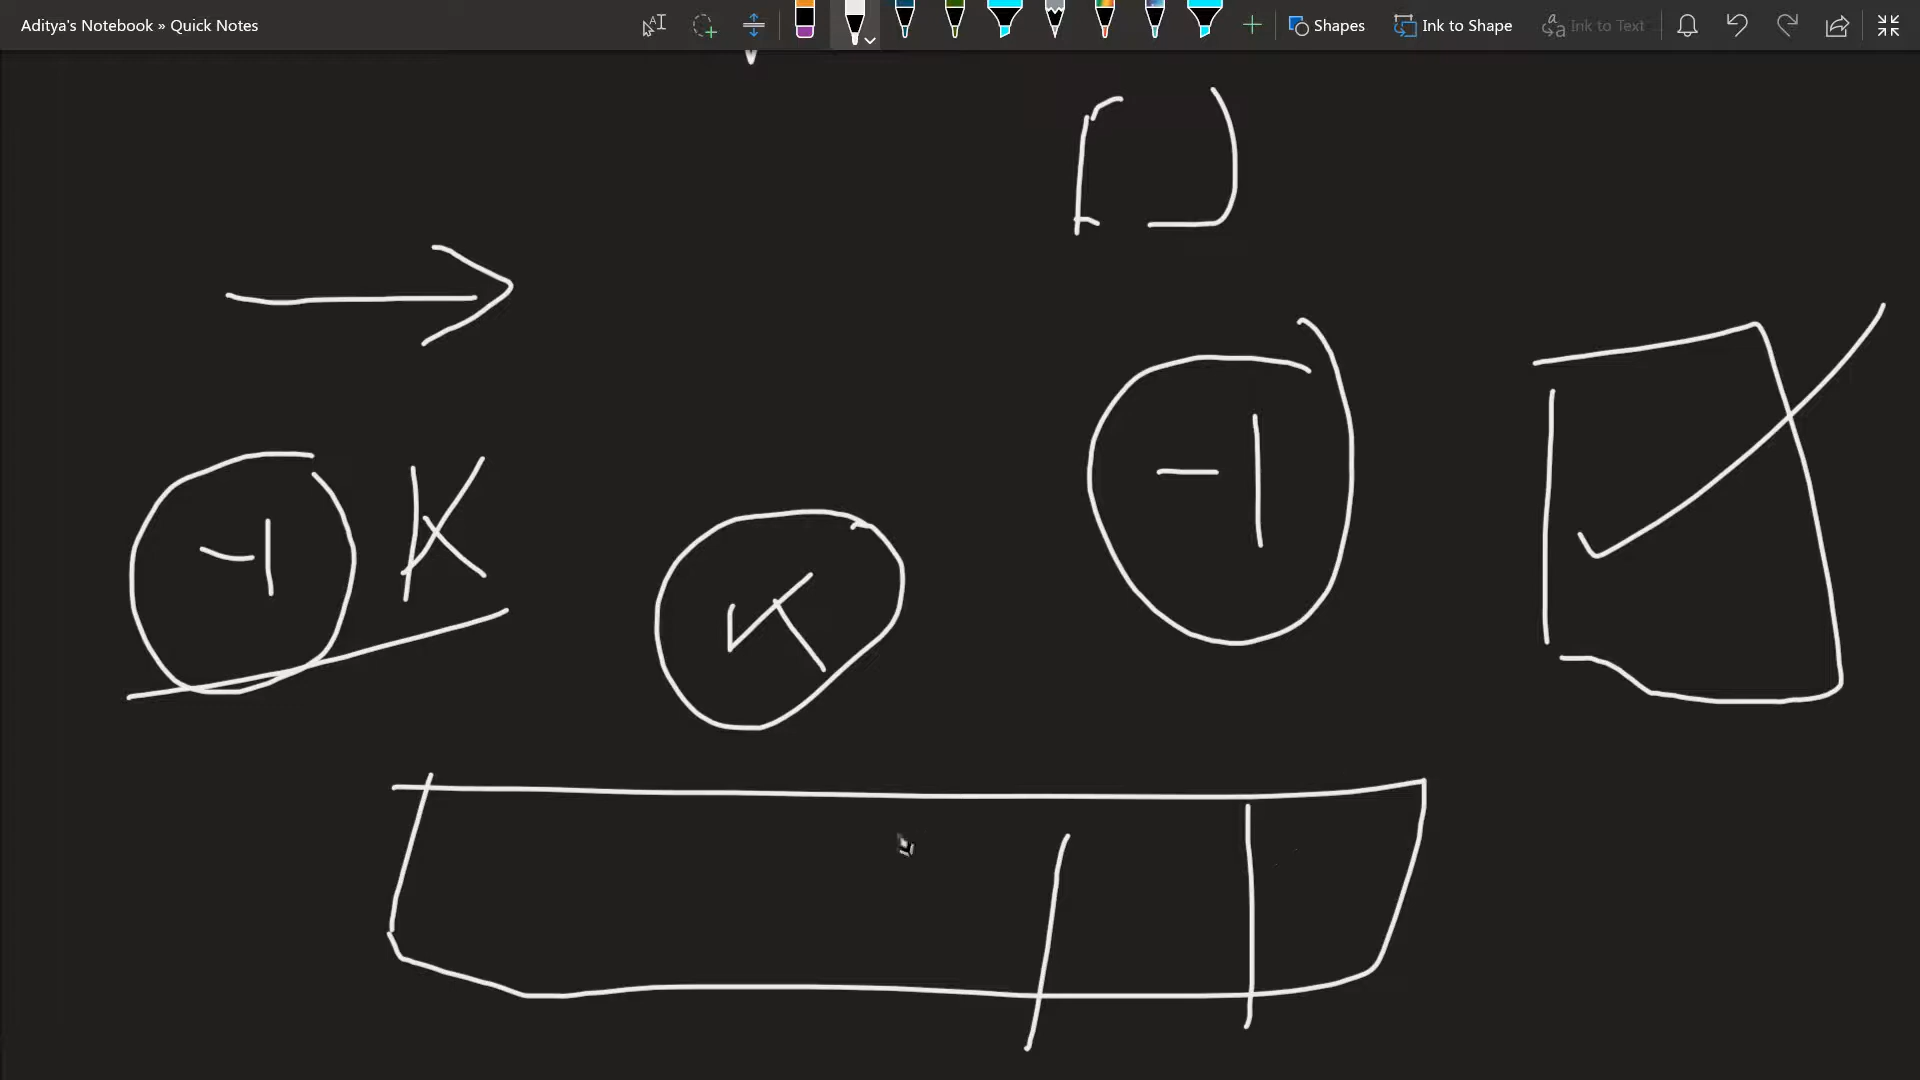 Aditya's Notebook » Quick Notes
Shapes
Ink to Shape
Ink to Text
-1 K
-1